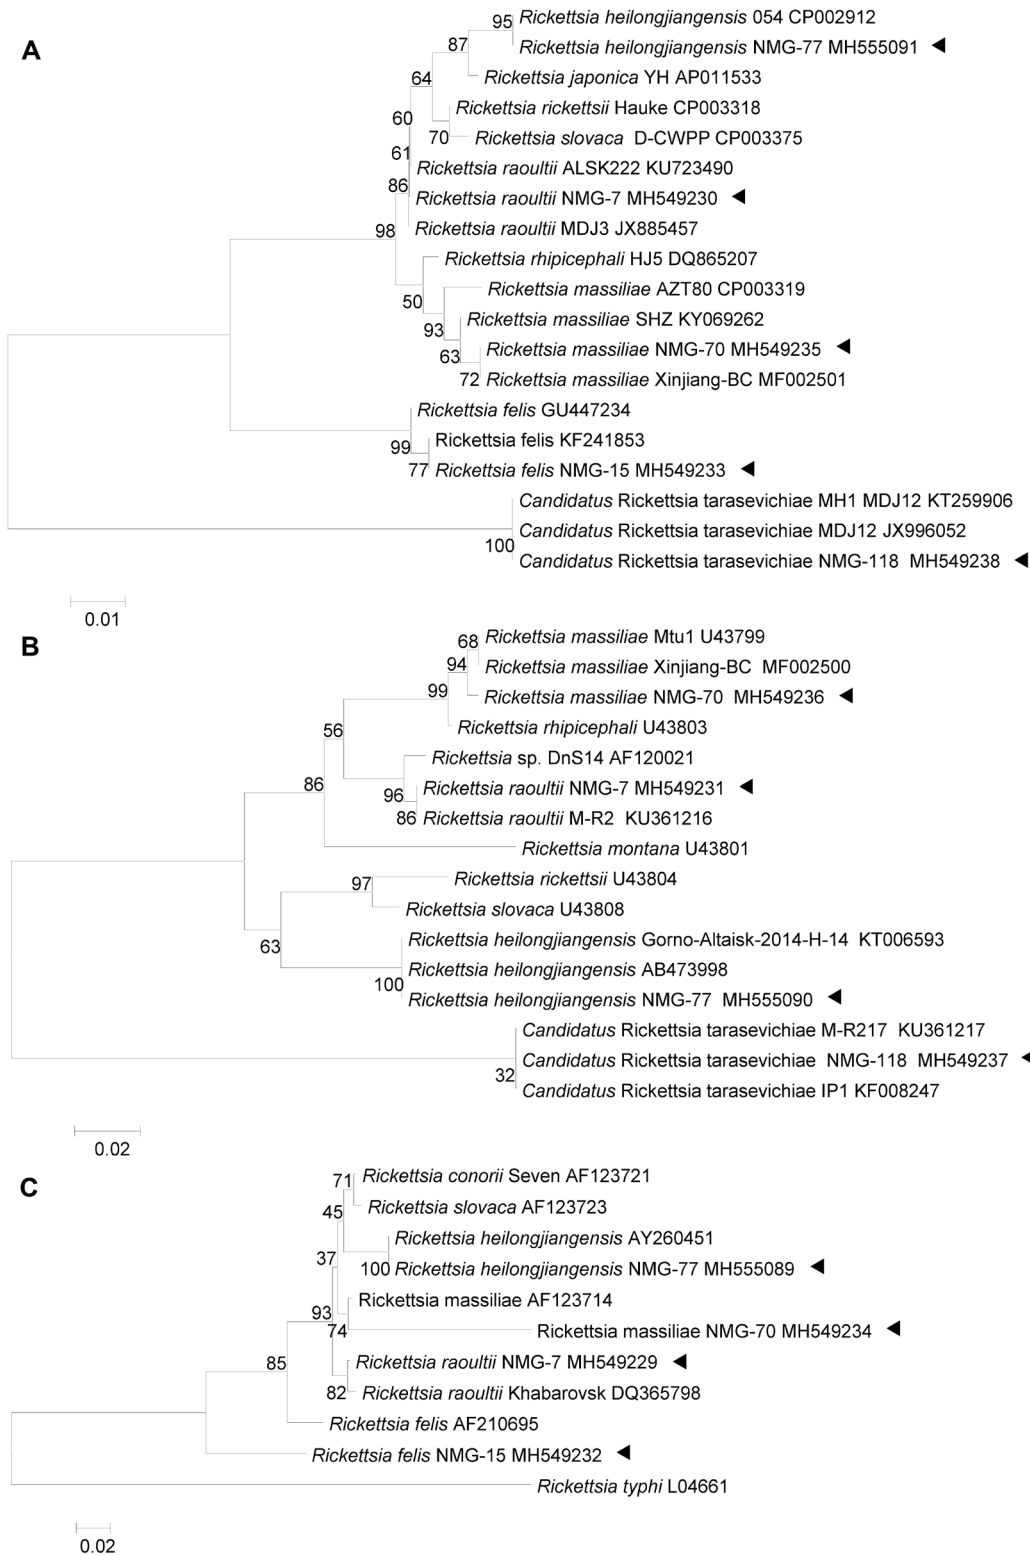 A
95
Rickettsia heilongjiangensis 054 CP002912
87
Rickettsia heilongjiangensis NMG-77 MH555091
64
Rickettsia japonica YH AP011533
60
Rickettsia rickettsii Hauke CP003318
70
Rickettsia slovaca D-CWPP CP003375
61
Rickettsia raoultii ALSK222 KU723490
86
Rickettsia raoultii NMG-7 MH549230
98
Rickettsia raoultii MDJ3 JX885457
Rickettsia rhipicephali HJ5 DQ865207
50
Rickettsia massiliae AZT80 CP003319
93
Rickettsia massiliae SHZ KY069262
63
Rickettsia massiliae NMG-70 MH549235
72
Rickettsia massiliae Xinjiang-BC MF002501
Rickettsia felis GU447234
99
Rickettsia felis KF241853
77
Rickettsia felis NMG-15 MH549233
Candidatus Rickettsia tarasevichiae MH1 MDJ12 KT259906
Candidatus Rickettsia tarasevichiae MDJ12 JX996052
100
Candidatus Rickettsia tarasevichiae NMG-118 MH549238
0.01
B
68
Rickettsia massiliae Mtu1 U43799
94
Rickettsia massiliae Xinjiang-BC MF002500
99
Rickettsia massiliae NMG-70 MH549236
56
Rickettsia rhipicephali U43803
Rickettsia sp. DnS14 AF120021
86
96
Rickettsia raoultii NMG-7 MH549231
86
Rickettsia raoultii M-R2 KU361216
Rickettsia montana U43801
97
Rickettsia rickettsii U43804
Rickettsia slovaca U43808
63
Rickettsia heilongjiangensis Gorno-Altaisk-2014-H-14 KT006593
Rickettsia heilongjiangensis AB473998
100
Rickettsia heilongjiangensis NMG-77 MH555090
Candidatus Rickettsia tarasevichiae M-R217 KU361217
Candidatus Rickettsia tarasevichiae NMG-118 MH549237
32
Candidatus Rickettsia tarasevichiae IP1 KF008247
0.02
C
71
Rickettsia conorii Seven AF123721
45
Rickettsia slovaca AF123723
Rickettsia heilongjiangensis AY260451
37
100
Rickettsia heilongjiangensis NMG-77 MH555089
93
Rickettsia massiliae AF123714
74
Rickettsia massiliae NMG-70 MH549234
85
Rickettsia raoultii NMG-7 MH549229
82
Rickettsia raoultii Khabarovsk DQ365798
Rickettsia felis AF210695
Rickettsia felis NMG-15 MH549232
Rickettsia typhi L04661
0.02